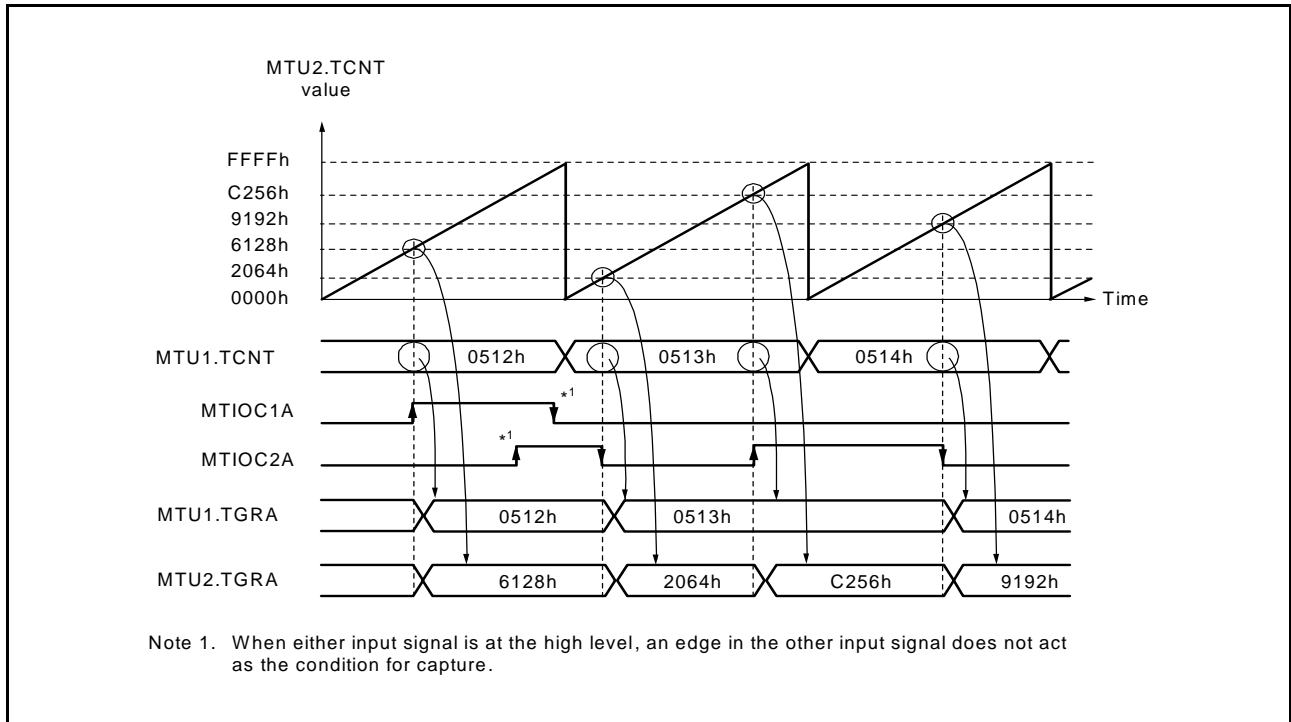 MTU2.TCNT
value
FFFFh
C256h
9192h
6128h
2064h
0000h
Time
MTU1.TCNT 0512h 0513h 0514h
MTIOC1A *1
MTIOC2A *1
MTU1.TGRA 0512h 0513h 0514h
MTU2.TGRA 6128h 2064h C256h 9192h
Note 1. When either input signal is at the high level, an edge in the other input signal does not act
as the condition for capture.